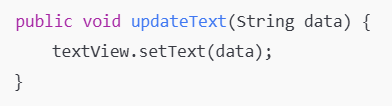 public void updateText(String data) {
    textView.setText(data);
}